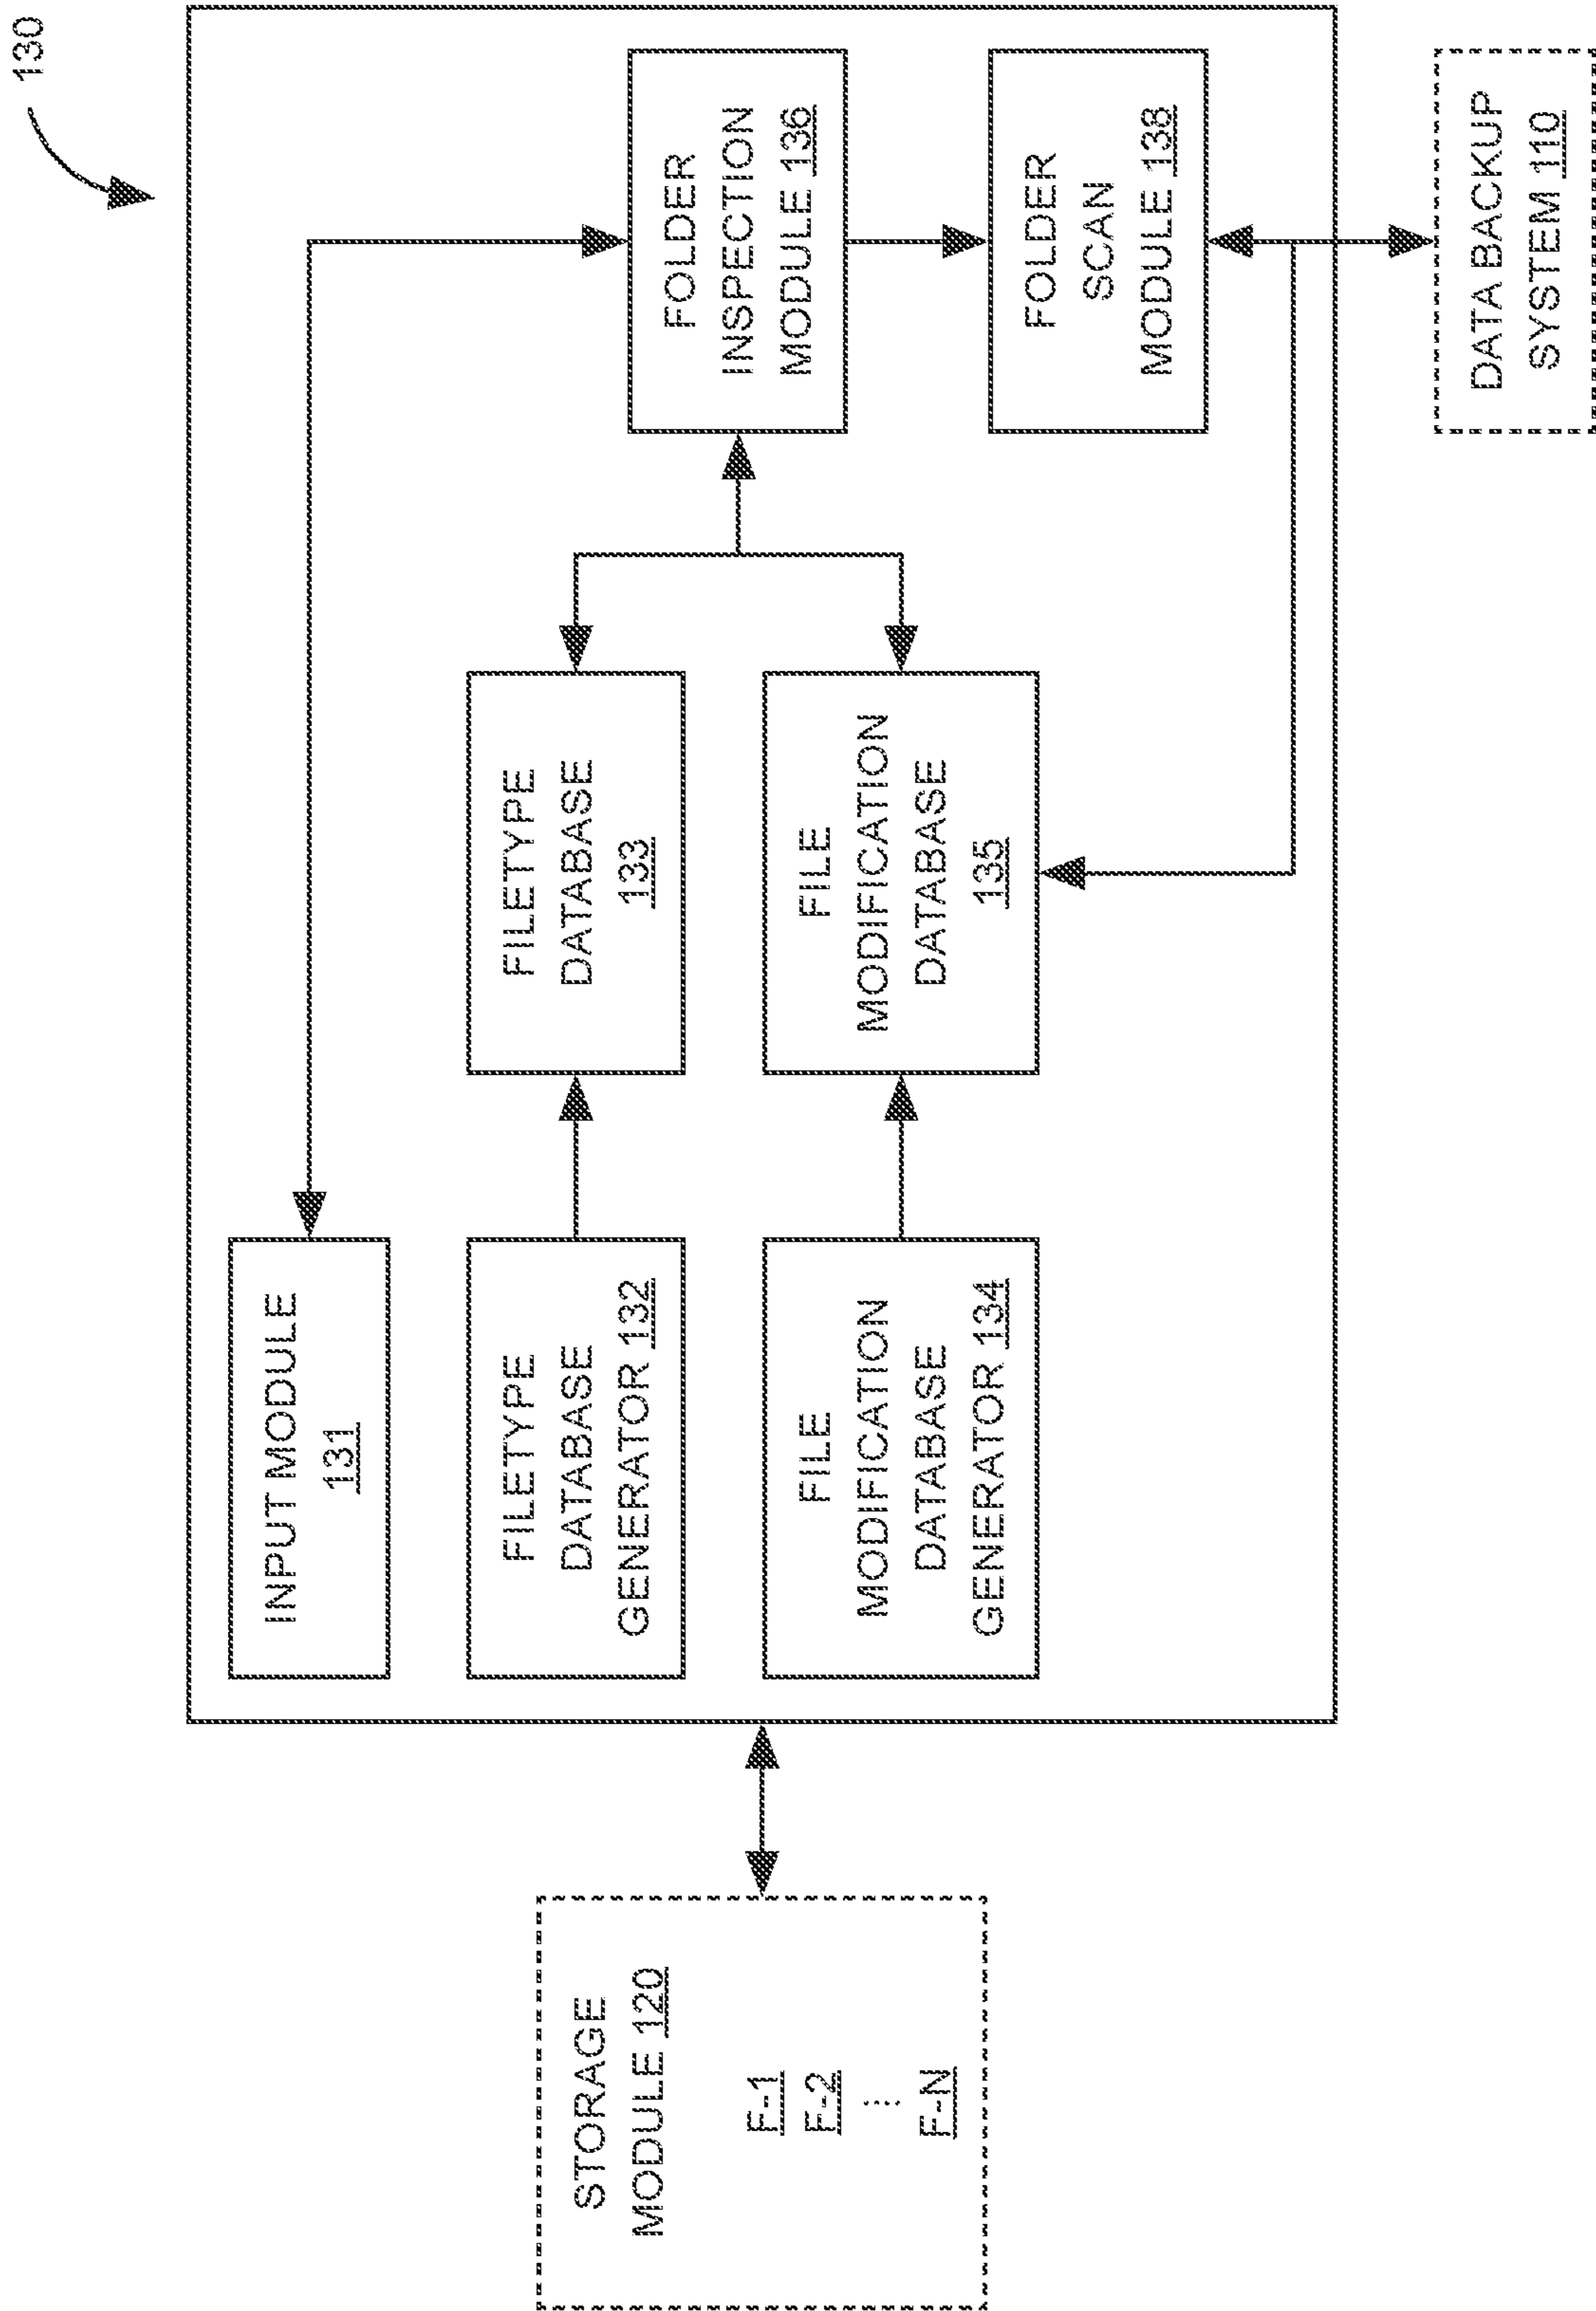 130
STORAGE
MODULE 120
F-1
F-2
⋮
F-N
INPUT MODULE
131
FILETYPE
DATABASE
GENERATOR 132
FILE
MODIFICATION
DATABASE
GENERATOR 134
FILETYPE
DATABASE
133
FILE
MODIFICATION
DATABASE
135
FOLDER
INSPECTION
MODULE 136
FOLDER
SCAN
MODULE 138
DATA BACKUP
SYSTEM 110